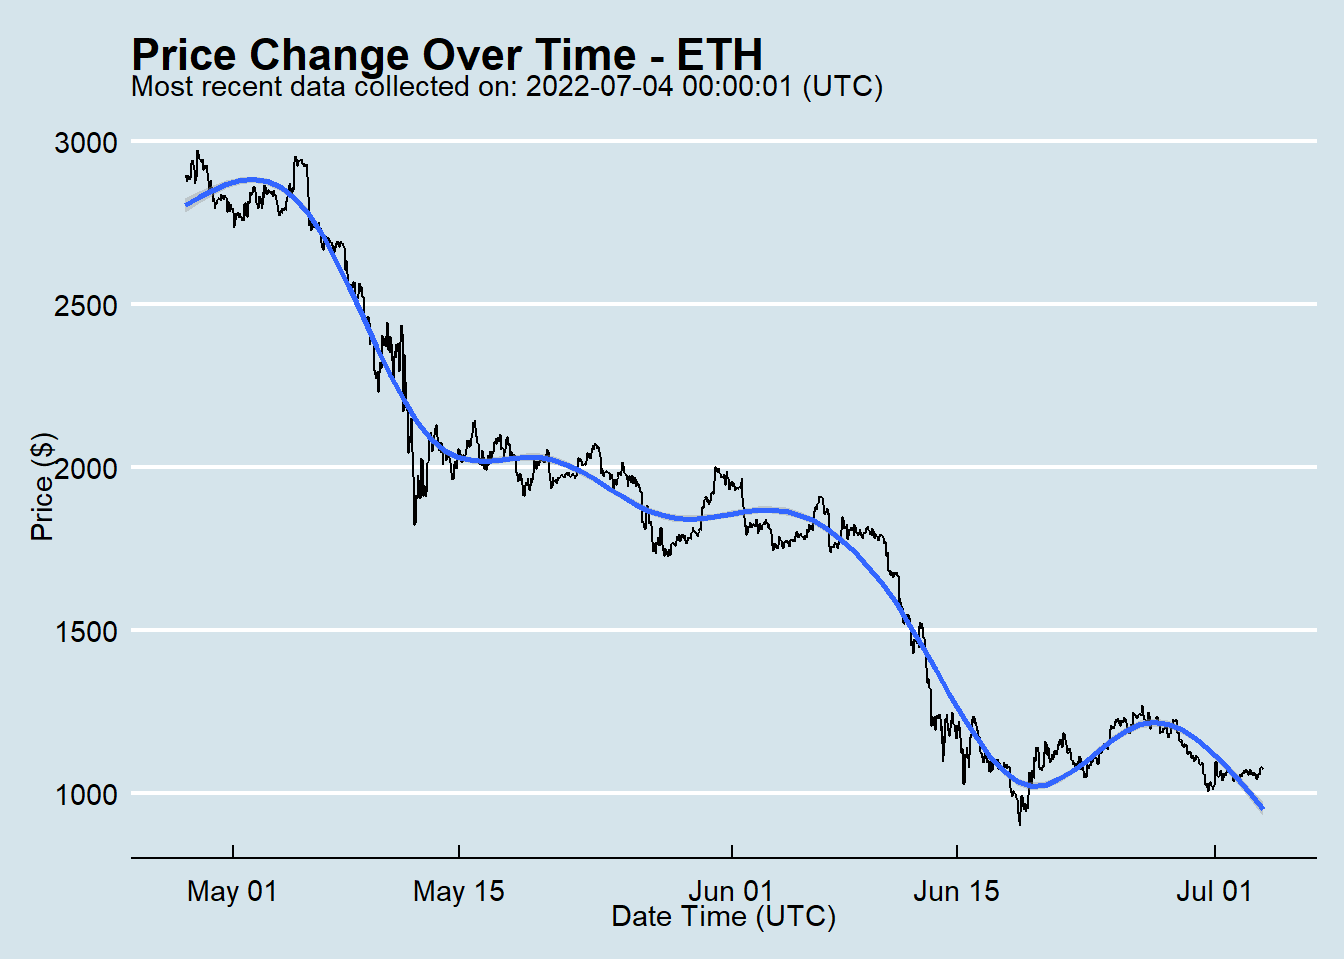 Price Change Over Time - ETH
Most recent data collected on: 2022-07-04 00:00:01 (UTC)
3000
2500
2000
1500
1000
Price ($)
May 01
May 15
Jun 01
Jun 15
Jul 01
Date Time (UTC)